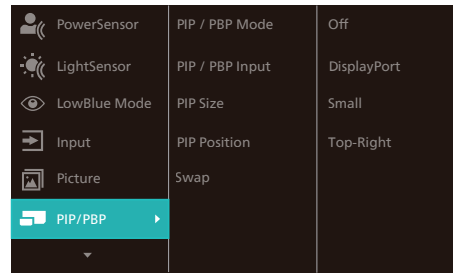 PowerSensor PIP / PBP Mode Off
LightSensor PIP / PBP Input DisplayPort
LowBlue Mode PIP Size Small
Input PIP Position Top-Right
Picture Swap
PIP/PBP